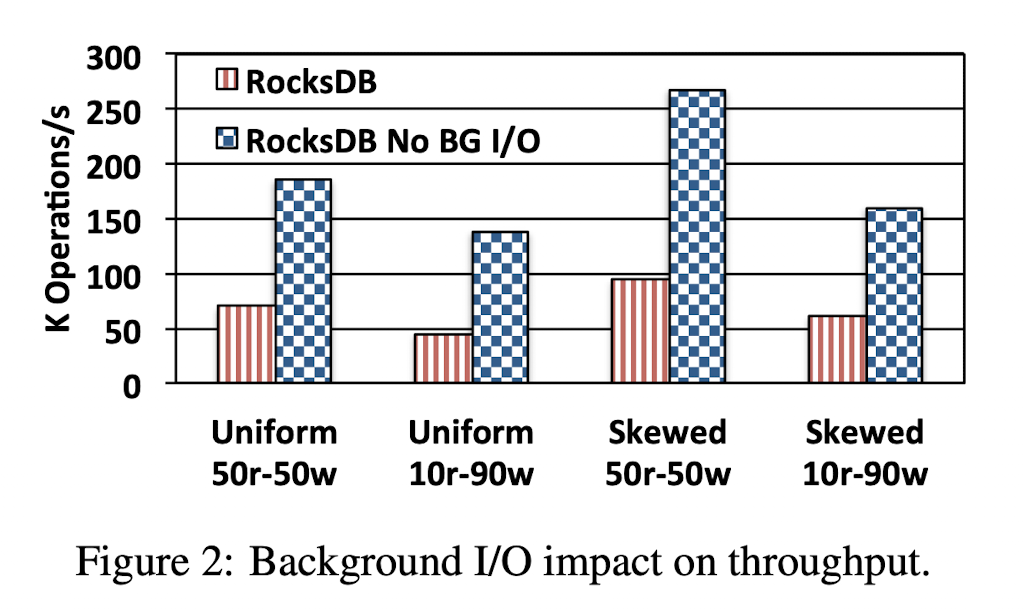 300
250
200
150
100
50
0
K Operations/s
RocksDB
RocksDB No BG I/O
Uniform
50r-50w
Uniform
10r-90w
Skewed
50r-50w
Skewed
10r-90w
Figure 2: Background I/O impact on throughput.